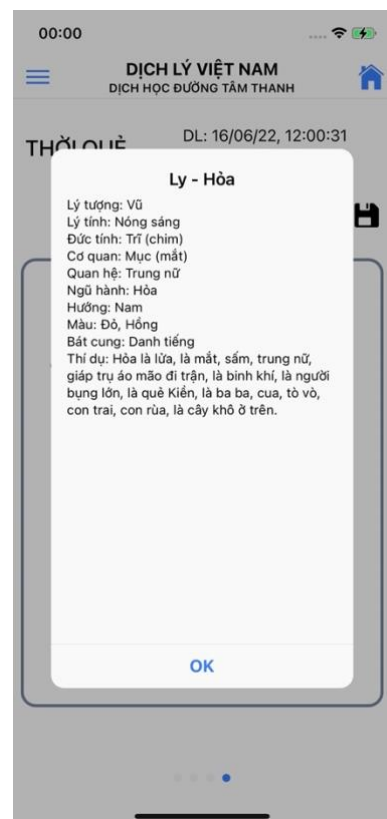 00:00
DỊCH LÝ VIỆT NAM
DỊCH HỌC ĐƯỜNG TÂM THANH
DL: 16/06/22, 12:00:31
THỜI QUẺ
Ly - Hỏa
Lý tượng: Vũ
Lý tính: Nóng sáng
Đức tính: Trĩ (chim)
Cơ quan: Mục (mắt)
Quan hệ: Trung nữ
Ngũ hành: Hỏa
Hướng: Nam
Màu: Đỏ, Hồng
Bát cung: Danh tiếng
Thí dụ: Hỏa là lửa, là mắt, sấm, trung nữ,
giáp trụ áo mão đi trận, là binh khí, là người
bụng lớn, là quẻ Kiền, là ba ba, cua, tò vò,
con trai, con rùa, là cây khô ở trên.
OK